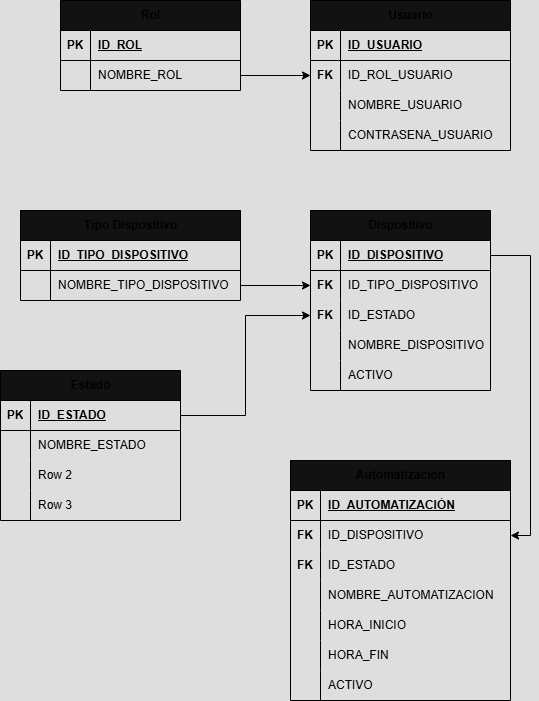 Rol
PK ID_ROL
NOMBRE_ROL
Usuario
PK ID_USUARIO
FK ID_ROL_USUARIO
NOMBRE_USUARIO
CONTRASENA_USUARIO
Tipo Dispositivo
PK ID_TIPO_DISPOSITIVO
NOMBRE_TIPO_DISPOSITIVO
Dispositivo
PK ID_DISPOSITIVO
FK ID_TIPO_DISPOSITIVO
FK ID_ESTADO
NOMBRE_DISPOSITIVO
ACTIVO
Estado
PK ID_ESTADO
NOMBRE_ESTADO
Row 2
Row 3
Automatizacion
PK ID_AUTOMATIZACIÓN
FK ID_DISPOSITIVO
FK ID_ESTADO
NOMBRE_AUTOMATIZACION
HORA_INICIO
HORA_FIN
ACTIVO